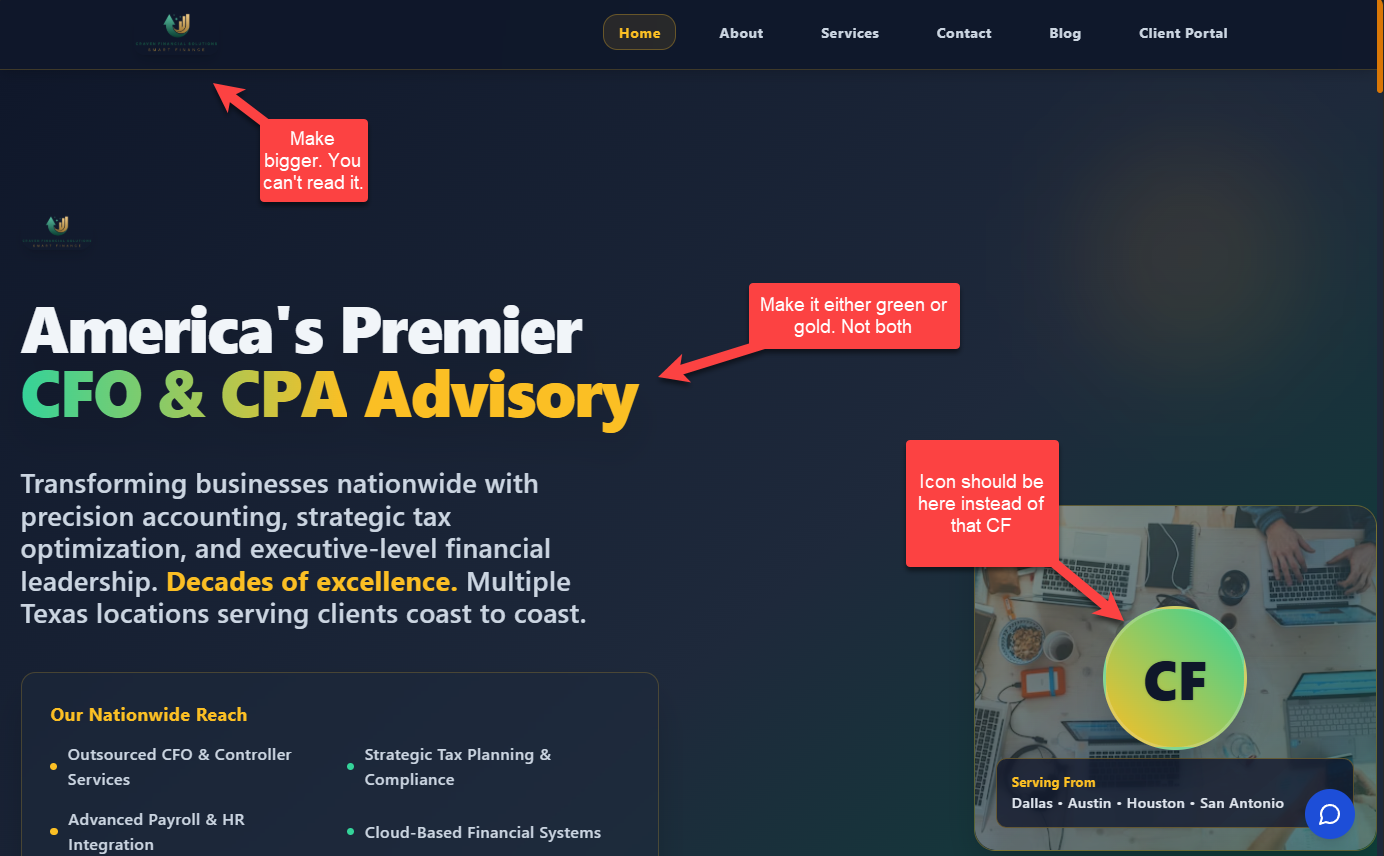 Home
About
Services
Contact
Blog
Client Portal
Make
bigger. You
can't read it.
SMART FINANCE
Make it either green or
gold. Not both
America's Premier
CFO & CPA Advisory
Icon should be
here instead of
that CF
Transforming businesses nationwide with
precision accounting, strategic tax
optimization, and executive-level financial
leadership. Decades of excellence. Multiple
Texas locations serving clients coast to coast.
CF
Our Nationwide Reach
Outsourced CFO & Controller
Services
Strategic Tax Planning &
Compliance
Advanced Payroll & HR
Integration
Cloud-Based Financial Systems
Serving From
Dallas • Austin • Houston • San Antonio